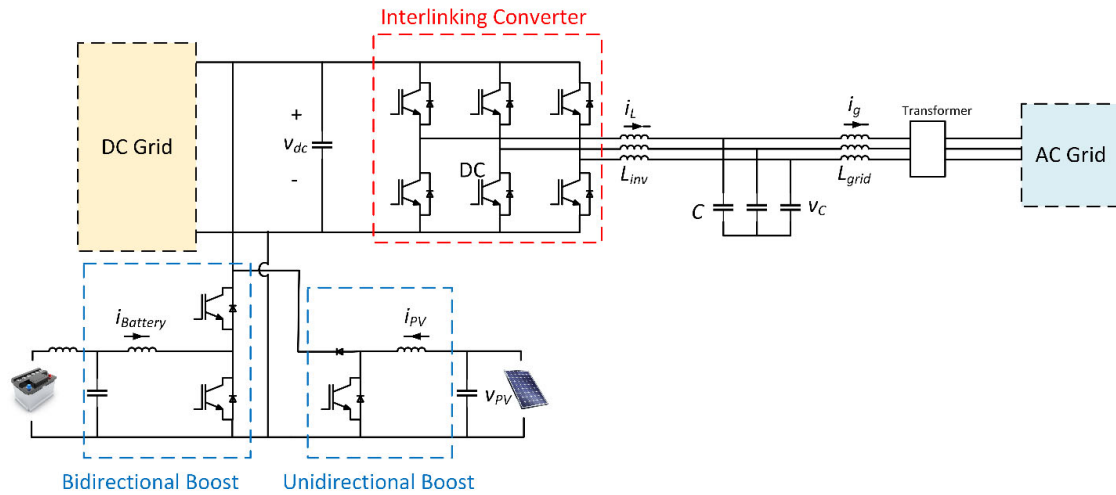 Interlinking Converter
DC Grid
+
v_dc
-
DC
i_L
L_inv
C
v_C
i_g
L_grid
Transformer
AC Grid
i_Battery
i_PV
v_PV
Bidirectional Boost
Unidirectional Boost